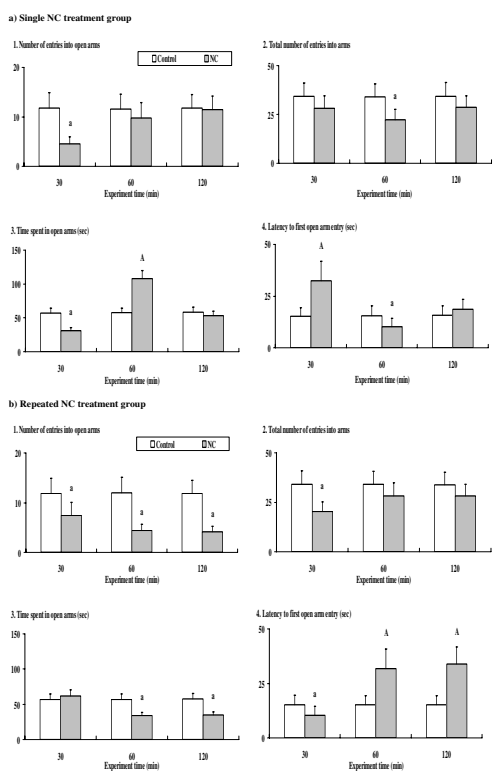 a) Single NC treatment group
1. Number of entries into open arms
Control NC
20
10
0
a
30 60 120
Experiment time (min)
2. Total number of entries into arms
50
25
0
a
30 60 120
Experiment time (min)
3. Time spent in open arms (sec)
150
100
50
0
a
A
30 60 120
Experiment time (min)
4. Latency to first open arm entry (sec)
50
25
0
A
a
30 60 120
Experiment time (min)
b) Repeated NC treatment group
1. Number of entries into open arms
Control NC
20
10
0
a
a
a
30 60 120
Experiment time (min)
2. Total number of entries into arms
50
25
0
a
30 60 120
Experiment time (min)
3. Time spent in open arms (sec)
150
100
50
0
a
a
30 60 120
Experiment time (min)
4. Latency to first open arm entry (sec)
50
25
0
a
A
A
30 60 120
Experiment time (min)